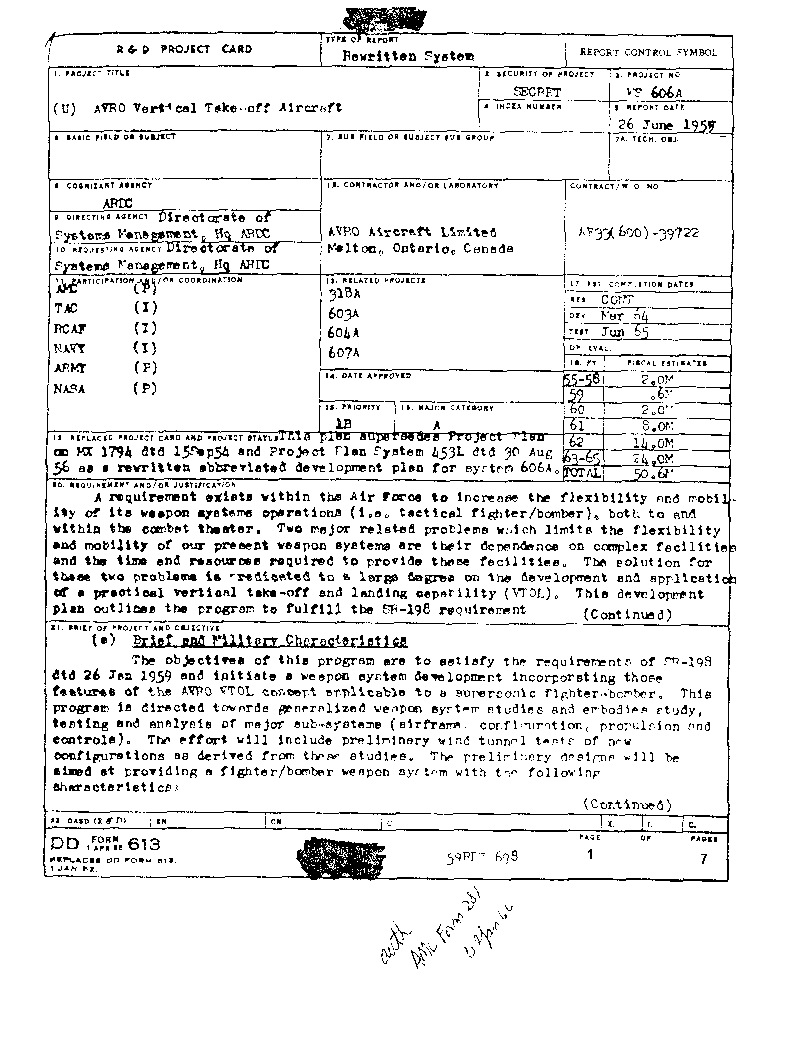 R & D PROJECT CARD
TYPE OF REPORT
Rewritten System
REPORT CONTROL SYMBOL
1. PROJECT TITLE
(U) AVRO Vertical Take-off Aircraft
2. SECURITY OF PROJECT
SECRET
3. PROJECT NO
606A
4. INDEX NUMBER
5. REPORT DATE
26 June 1959
6. BASIC FIELD OR SUBJECT
7. SUB FIELD OR SUBJECT SUB GROUP
7A. TECH. OBJ.
8. COGNIZANT AGENCY
ARDC
9. DIRECTING AGENCY Directorate of
Systems Management, Hq ARDC
10. REQUESTING AGENCY Directorate of
Systems Management, Hq ARDC
12. CONTRACTOR AND/OR LABORATORY
AVRO Aircraft Limited
Malton, Ontario, Canada
CONTRACT/W.O. NO.
AF33(600)-39722
11. PARTICIPATION AND/OR COORDINATION
AMC (P)
TAC (I)
RCAF (I)
NAVY (I)
ARMY (P)
NASA (P)
13. RELATED PROJECTS
318A
603A
604A
607A
14. DATE APPROVED
15. PRIORITY
1B
16. MAJOR CATEGORY
A
17. EST. COMPLETION DATES
RES CONT
DEV Mar 64
TEST Jun 65
OP. EVAL.
18. FY FISCAL ESTIMATES
55-58 2.0M
59 .6M
60 2.0M
61 8.0M
62 14.0M
63-65 24.0M
TOTAL 50.6M
19. REPLACED PROJECT CARD AND PROJECT STATUS This plan supersedes Project Plan
on MX 1794 dtd 15Sep54 and Project Plan System 453L dtd 30 Aug
56 as a rewritten abbreviated development plan for system 606A.
20. REQUIREMENT AND/OR JUSTIFICATION
A requirement exists within the Air Force to increase the flexibility and mobil-
ity of its weapon systems operations (i.e. tactical fighter/bomber), both to and
within the combat theater. Two major related problems which limits the flexibility
and mobility of our present weapon systems are their dependence on complex facilities
and the time and resources required to provide these facilities. The solution for
these two problems is predicated to a large degree on the development and application
of a practical vertical take-off and landing capability (VTOL). This development
plan outlines the program to fulfill the SR-198 requirement
(Continued)
21. BRIEF OF PROJECT AND OBJECTIVE
(a) Brief and Military Characteristics
The objectives of this program are to satisfy the requirements of SR-198
dtd 26 Jan 1959 and initiate a weapon system development incorporating those
features of the AVRO VTOL concept applicable to a supersonic fighter-bomber. This
program is directed towards generalized weapon system studies and embodies study,
testing and analysis of major sub-systems (airframe, configuration, propulsion and
controls). The effort will include preliminary wind tunnel tests of new
configurations as derived from these studies. The preliminary designs will be
aimed at providing a fighter/bomber weapon system with the following
characteristics:
(Continued)
22. OASD (R & D) EN CN C X. I. C.
DD FORM 1 APR 52 613
REPLACES DD FORM 613,
1 JAN 52.
PAGE OF PAGES
1 7
auth